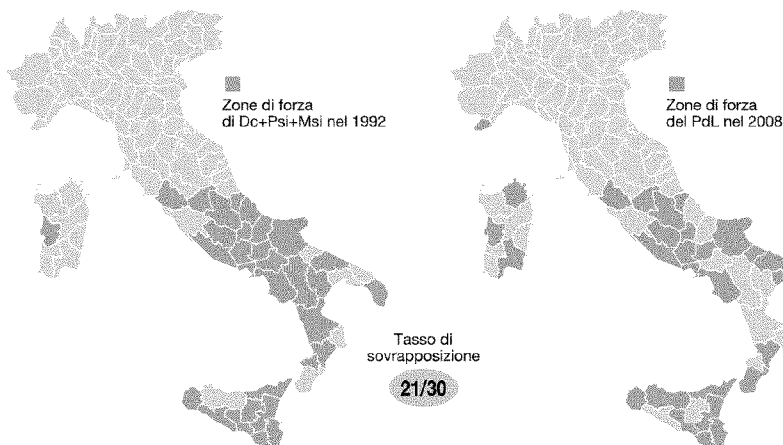 Zone di forza
di Dc+Psi+Msi nel 1992
Zone di forza
del PdL nel 2008
Tasso di
sovrapposizione
21/30